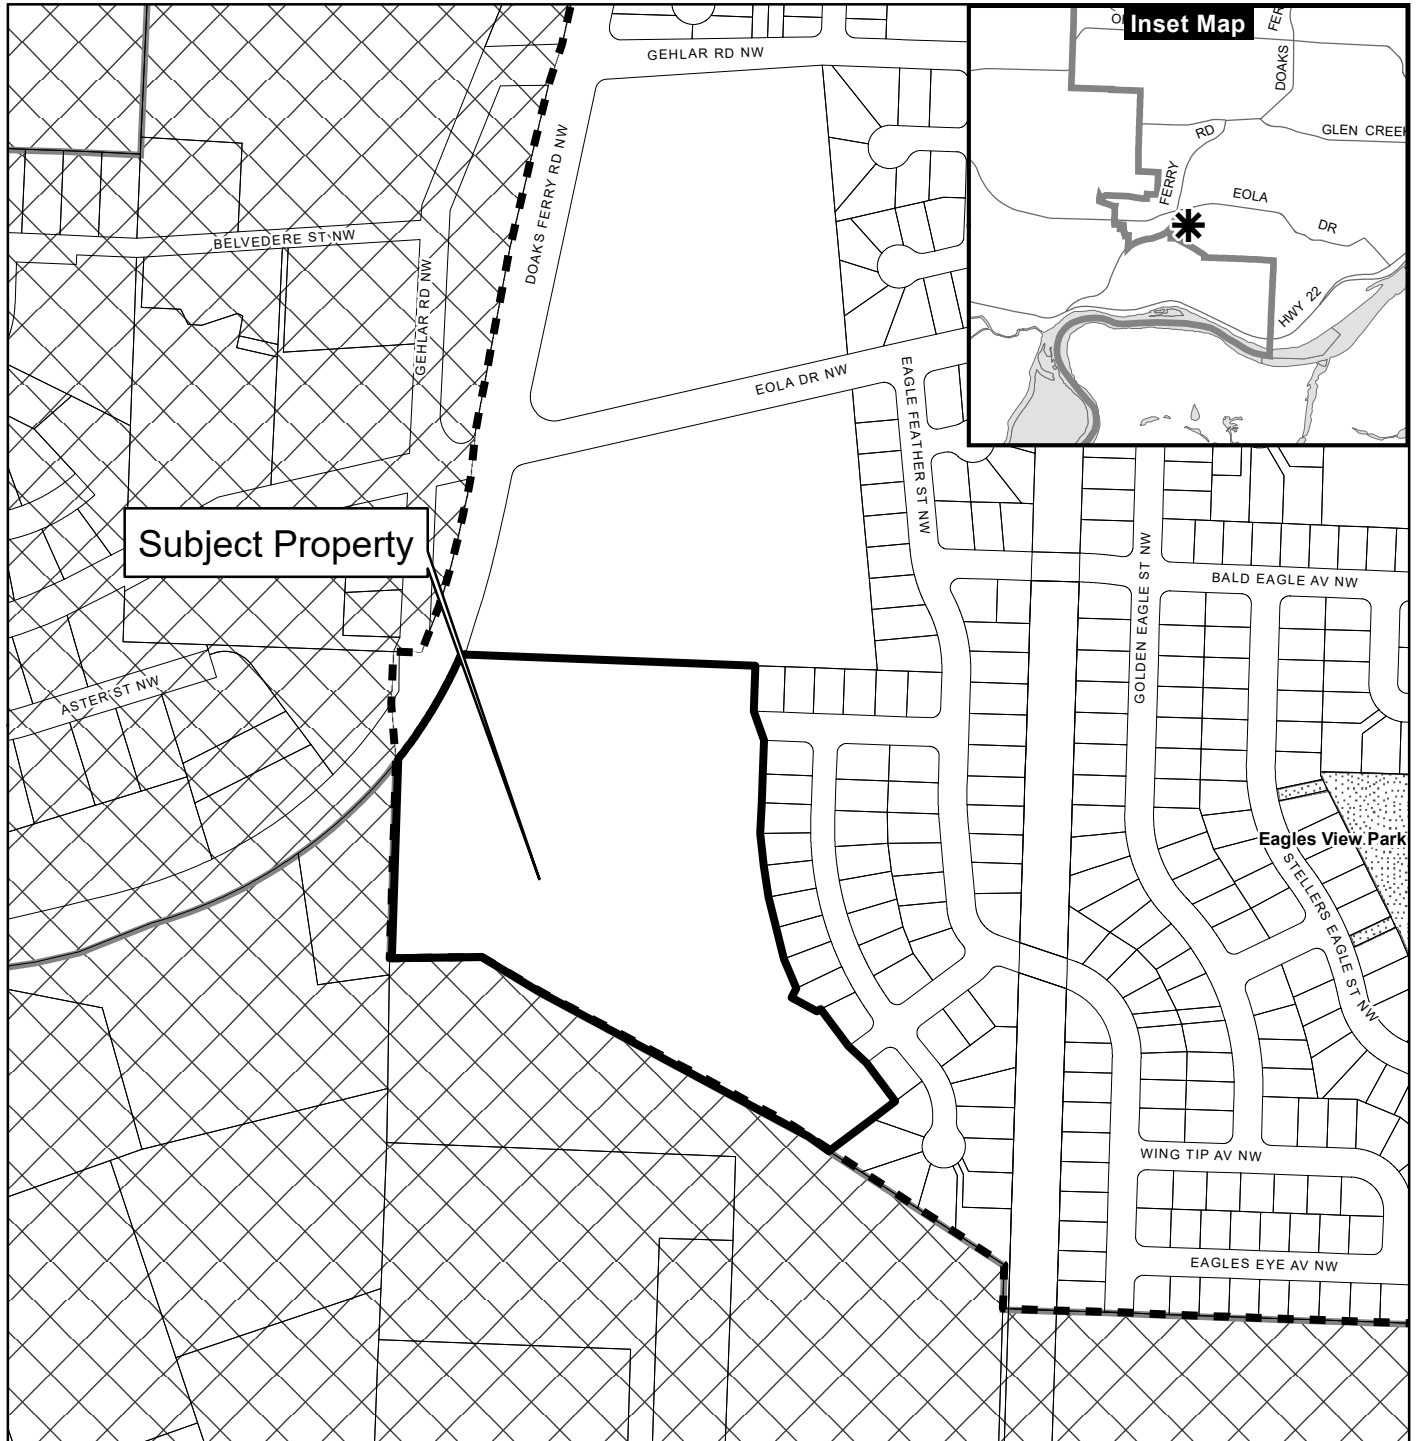 Inset Map
DOAKS
FER
RD
GLEN CREEK
FERRY
EOLA
DR
HWY 22
GEHLAR RD NW
DOAKS FERRY RD NW
BELVEDERE ST NW
GEHLAR RD NW
EOLA DR NW
EAGLE FEATHER ST NW
Subject Property
GOLDEN EAGLE ST NW
BALD EAGLE AV NW
ASTER ST NW
Eagles View Park
STELLERS EAGLE ST NW
WING TIP AV NW
EAGLES EYE AV NW